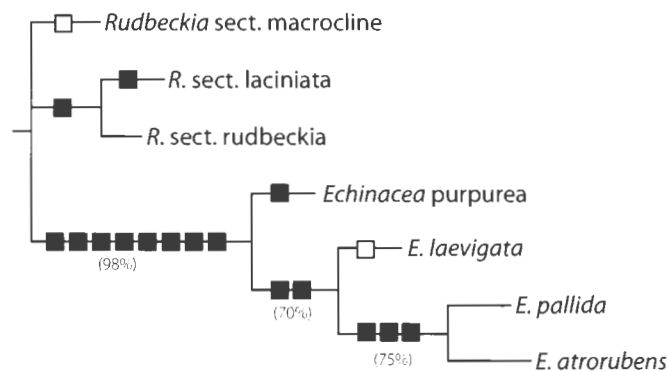 Rudbeckia sect. macrocline
R. sect. laciniata
R. sect. rudbeckia
Echinacea purpurea
(98%)
E. laevigata
(70%)
E. pallida
(75%)
E. atrorubens